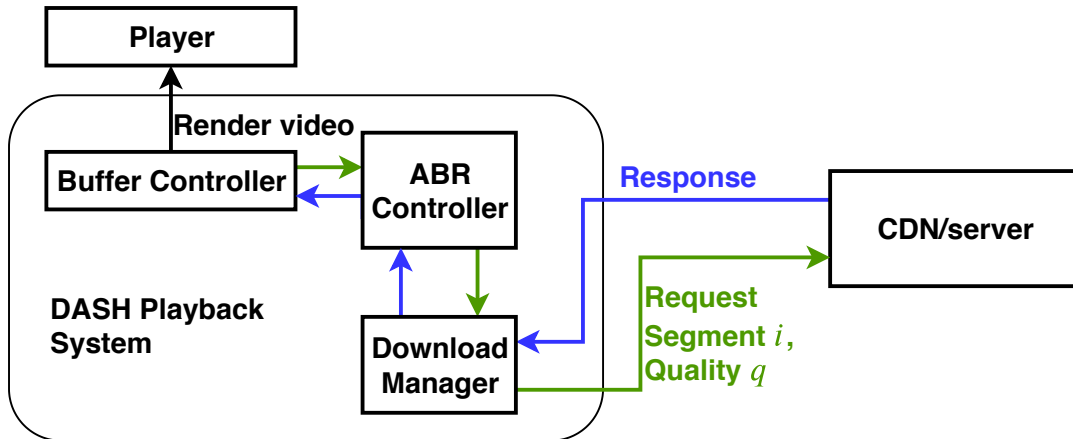 Player
Render video
Buffer Controller
ABR
Controller
Response
CDN/server
DASH Playback
System
Download
Manager
Request
Segment i,
Quality q